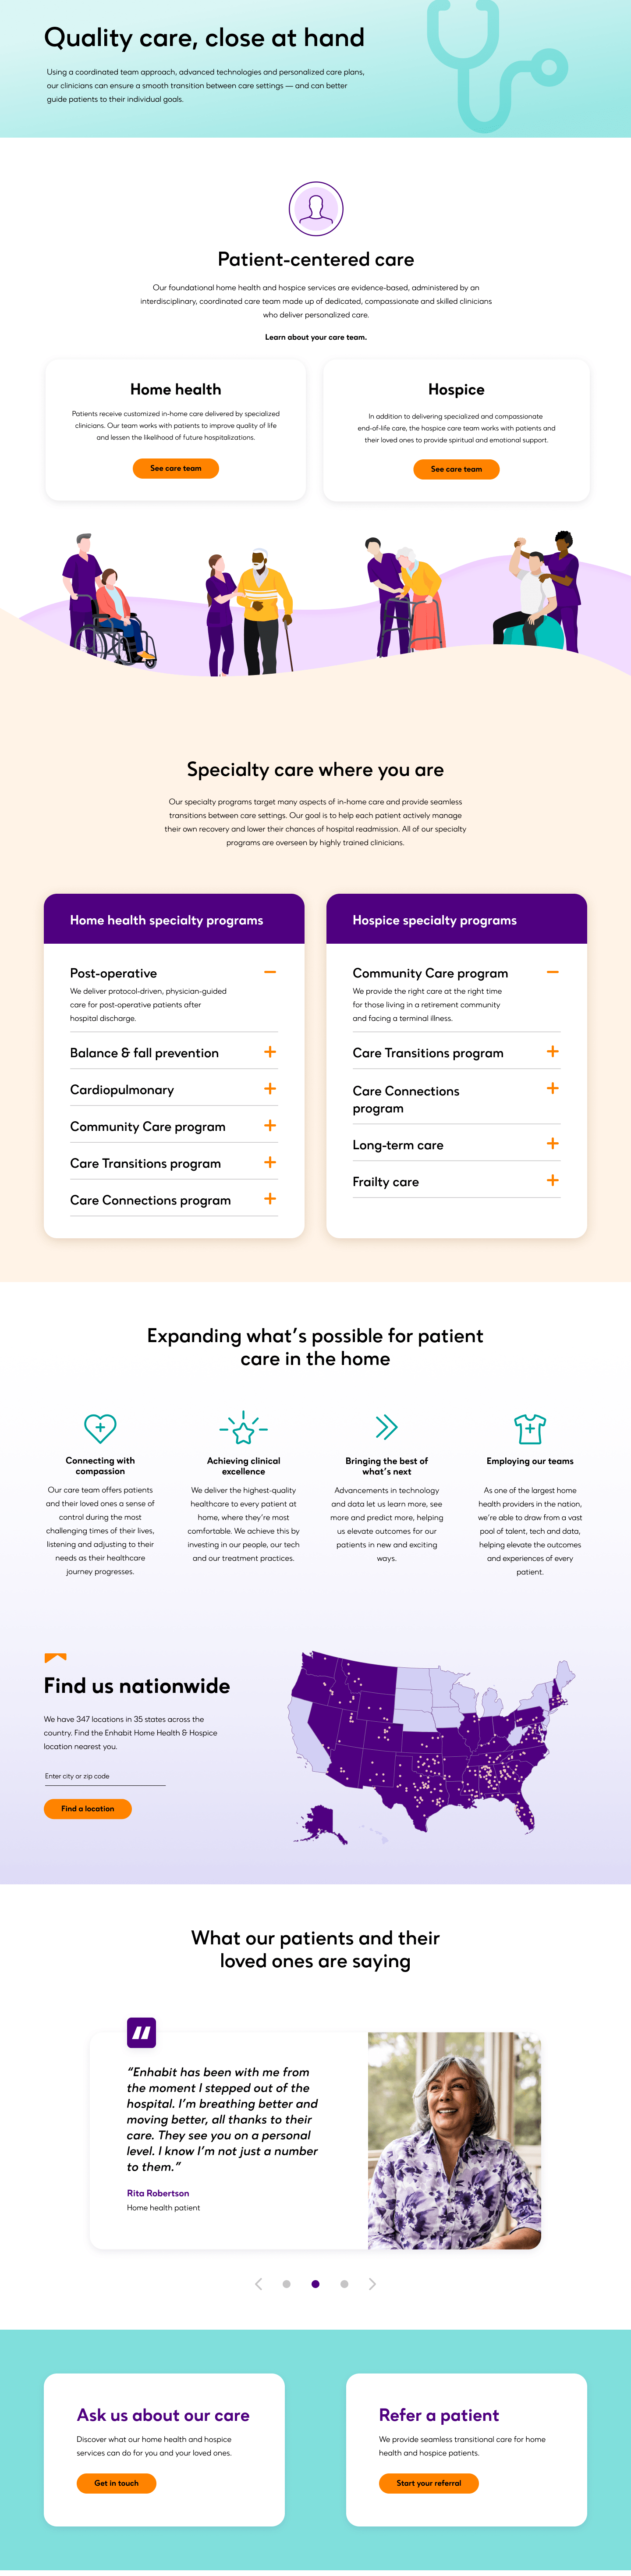 Quality care, close at hand
Using a coordinated team approach, advanced technologies and personalized care plans,
our clinicians can ensure a smooth transition between care settings — and can better
guide patients to their individual goals.
Patient-centered care
Our foundational home health and hospice services are evidence-based, administered by an
interdisciplinary, coordinated care team made up of dedicated, compassionate and skilled clinicians
who deliver personalized care.
Learn about your care team.
Home health
Patients receive customized in-home care delivered by specialized
clinicians. Our team works with patients to improve quality of life
and lessen the likelihood of future hospitalizations.
See care team
Hospice
In addition to delivering specialized and compassionate
end-of-life care, the hospice care team works with patients and
their loved ones to provide spiritual and emotional support.
See care team
Specialty care where you are
Our specialty programs target many aspects of in-home care and provide seamless
transitions between care settings. Our goal is to help each patient actively manage
their own recovery and lower their chances of hospital readmission. All of our specialty
programs are overseen by highly trained clinicians.
Home health specialty programs
Post-operative
We deliver protocol-driven, physician-guided
care for post-operative patients after
hospital discharge.
Balance & fall prevention
Cardiopulmonary
Community Care program
Care Transitions program
Care Connections program
Hospice specialty programs
Community Care program
We provide the right care at the right time
for those living in a retirement community
and facing a terminal illness.
Care Transitions program
Care Connections
program
Long-term care
Frailty care
Expanding what's possible for patient
care in the home
Connecting with
compassion
Our care team offers patients
and their loved ones a sense of
control during the most
challenging times of their lives,
listening and adjusting to their
needs as their healthcare
journey progresses.
Achieving clinical
excellence
We deliver the highest-quality
healthcare to every patient at
home, where they're most
comfortable. We achieve this by
investing in our people, our tech
and our treatment practices.
Bringing the best of
what's next
Advancements in technology
and data let us learn more, see
more and predict more, helping
us elevate outcomes for our
patients in new and exciting
ways.
Employing our teams
As one of the largest home
health providers in the nation,
we're able to draw from a vast
pool of talent, tech and data,
helping elevate the outcomes
and experiences of every
patient.
Find us nationwide
We have 347 locations in 35 states across the
country. Find the Enhabit Home Health & Hospice
location nearest you.
Enter city or zip code
Find a location
What our patients and their
loved ones are saying
"Enhabit has been with me from
the moment I stepped out of the
hospital. I'm breathing better and
moving better, all thanks to their
care. They see you on a personal
level. I know I'm not just a number
to them."
Rita Robertson
Home health patient
Ask us about our care
Discover what our home health and hospice
services can do for you and your loved ones.
Get in touch
Refer a patient
We provide seamless transitional care for home
health and hospice patients.
Start your referral